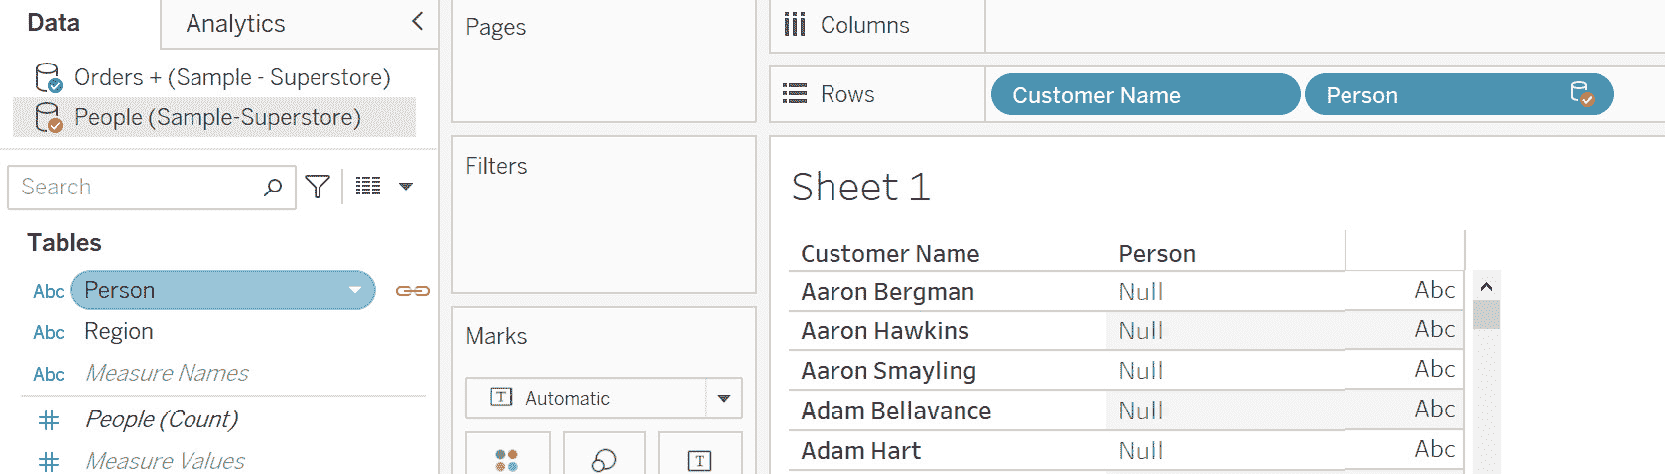 Data
Analytics
Orders + (Sample - Superstore)
People (Sample-Superstore)
Search
Tables
Abc Person
Abc Region
Abc Measure Names
# People (Count)
# Measure Values
Pages
Filters
Marks
T Automatic
T
Columns
Rows Customer Name Person
Sheet 1
Customer Name Person
Aaron Bergman Null Abc
Aaron Hawkins Null Abc
Aaron Smayling Null Abc
Adam Bellavance Null Abc
Adam Hart Null Abc